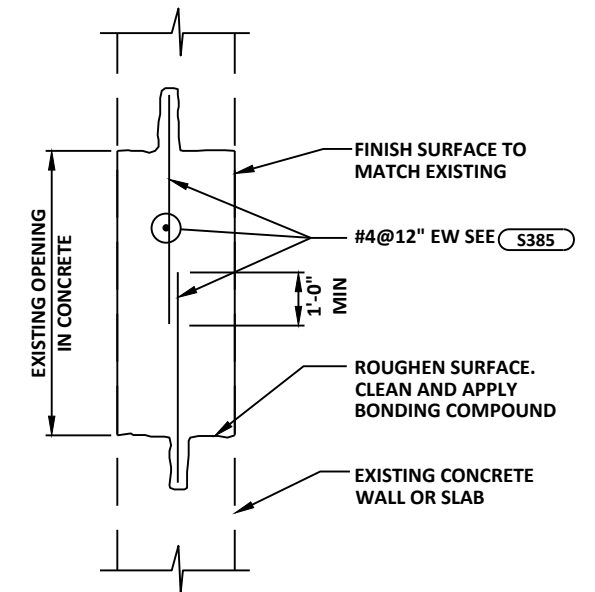 FINISH SURFACE TO
MATCH EXISTING
#4@12" EW SEE S385
EXISTING OPENING
IN CONCRETE
1'-0"
MIN
ROUGHEN SURFACE.
CLEAN AND APPLY
BONDING COMPOUND
EXISTING CONCRETE
WALL OR SLAB